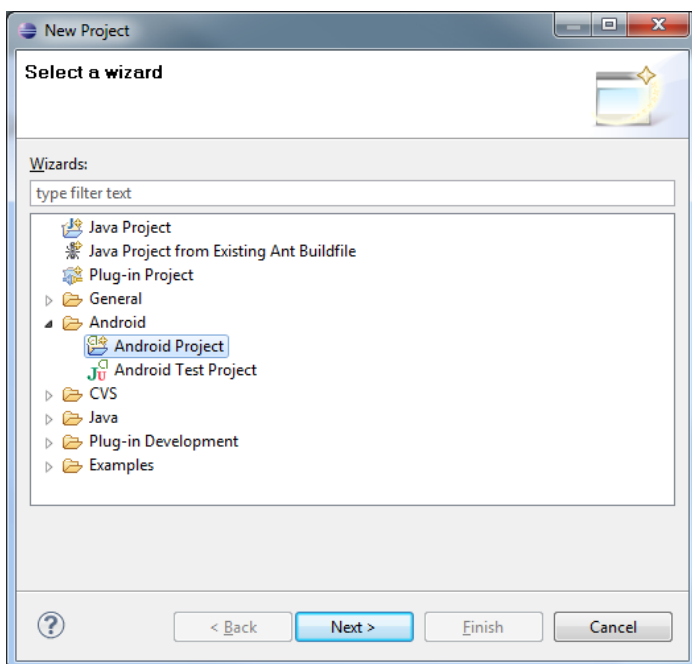 New Project
Select a wizard
Wizards:
type filter text
Java Project
Java Project from Existing Ant Buildfile
Plug-in Project
General
Android
Android Project
Android Test Project
CVS
Java
Plug-in Development
Examples
< Back Next > Finish Cancel